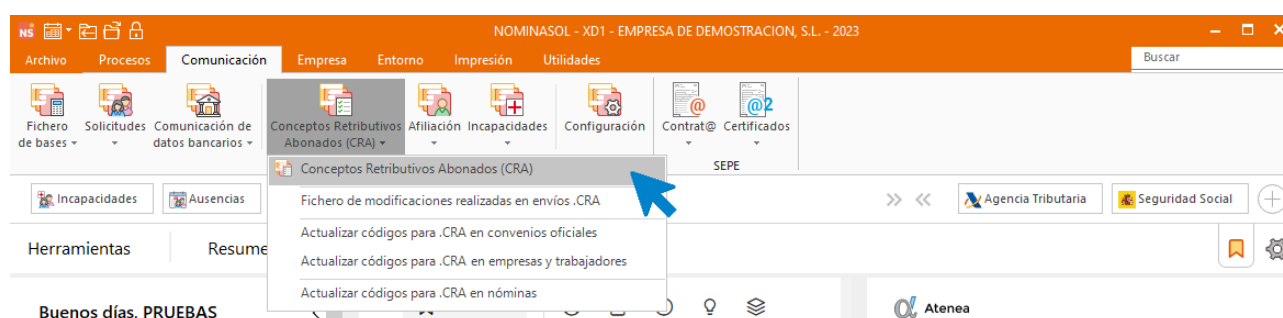 NS
NOMINASOL - XD1 - EMPRESA DE DEMOSTRACION, S.L. - 2023
Archivo Procesos Comunicación Empresa Entorno Impresión Utilidades Buscar
Fichero de bases
Solicitudes
Comunicación de datos bancarios
Conceptos Retributivos Abonados (CRA)
Afiliación
Incapacidades
Configuración
Contrat@
@2
Certificados
SEPE
Conceptos Retributivos Abonados (CRA)
Fichero de modificaciones realizadas en envíos .CRA
Actualizar códigos para .CRA en convenios oficiales
Actualizar códigos para .CRA en empresas y trabajadores
Actualizar códigos para .CRA en nóminas
Incapacidades Ausencias Agencia Tributaria Seguridad Social
Herramientas
Buenos días, PRUEBAS
Atenea